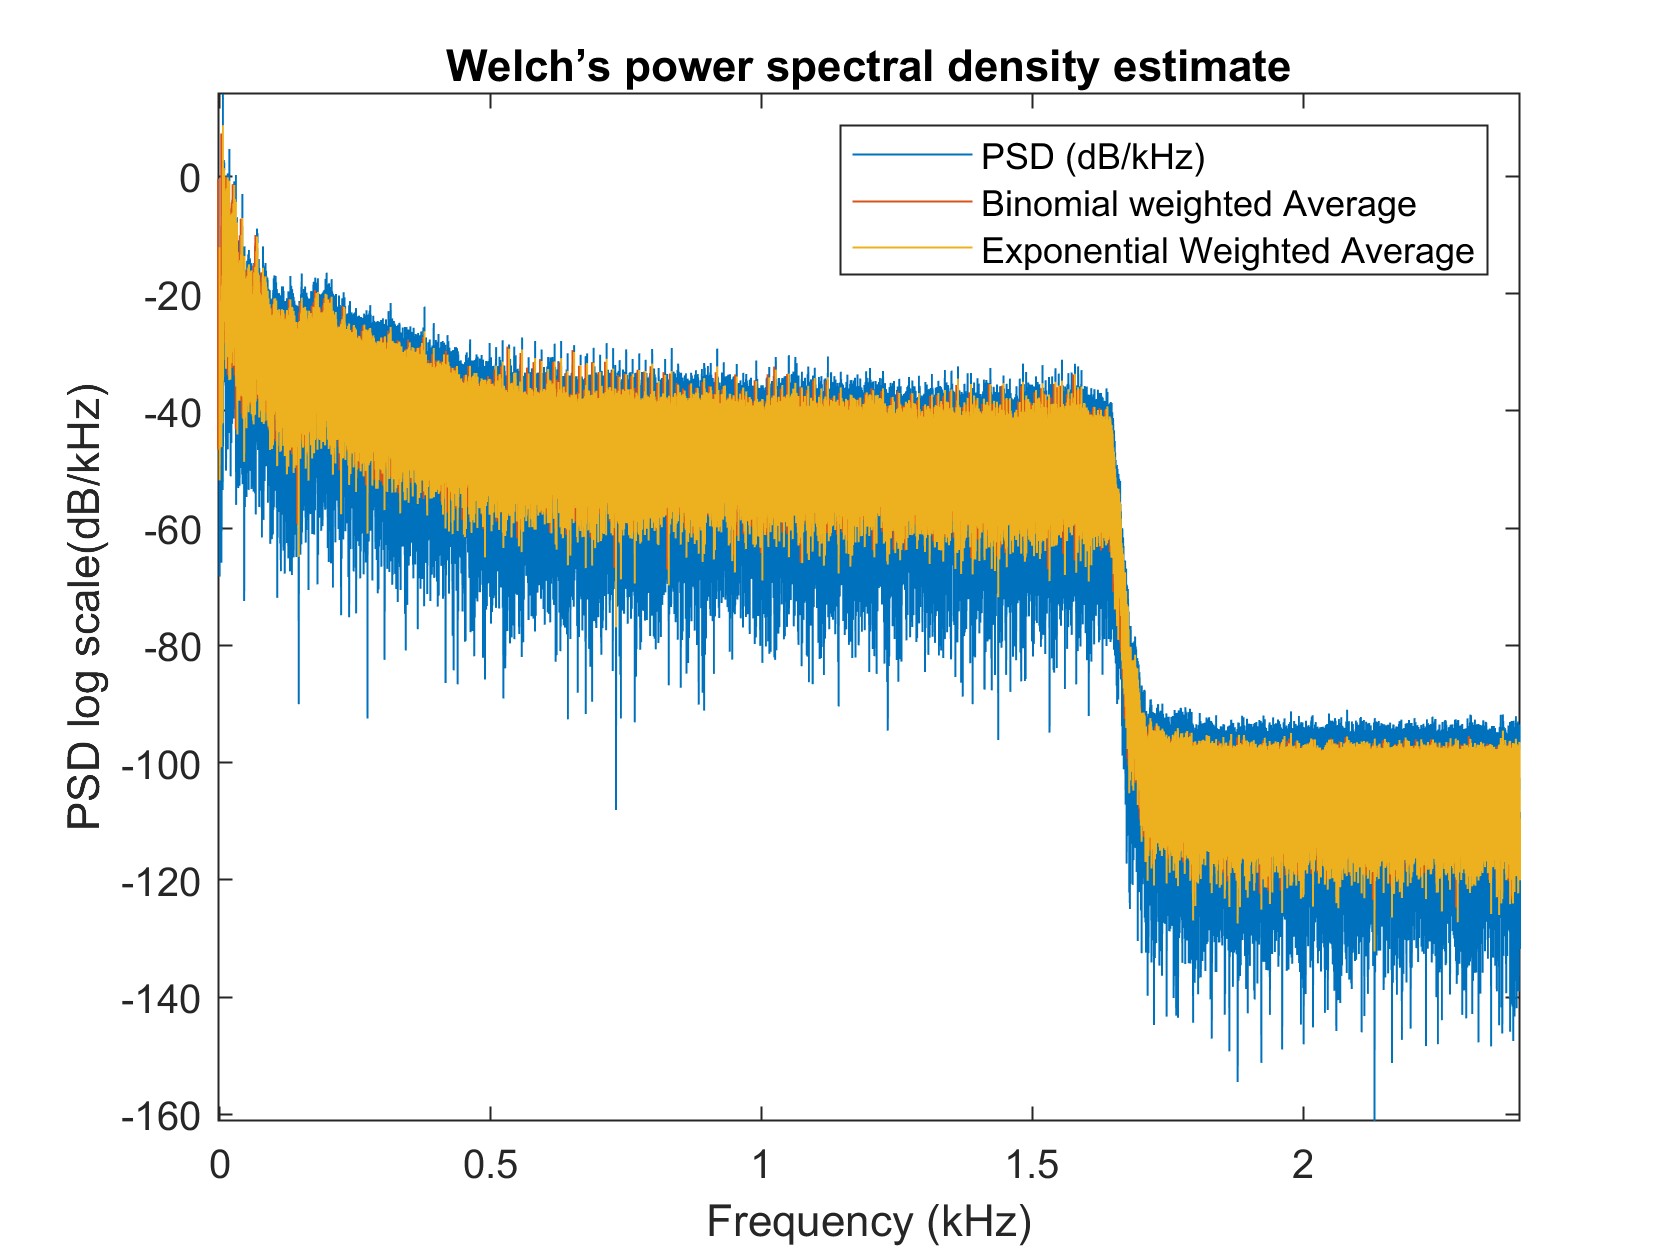 Welch’s power spectral density estimate
PSD (dB/kHz)
Binomial weighted Average
Exponential Weighted Average
0
-20
-40
-60
-80
-100
-120
-140
-160
PSD log scale(dB/kHz)
0
0.5
1
1.5
2
Frequency (kHz)